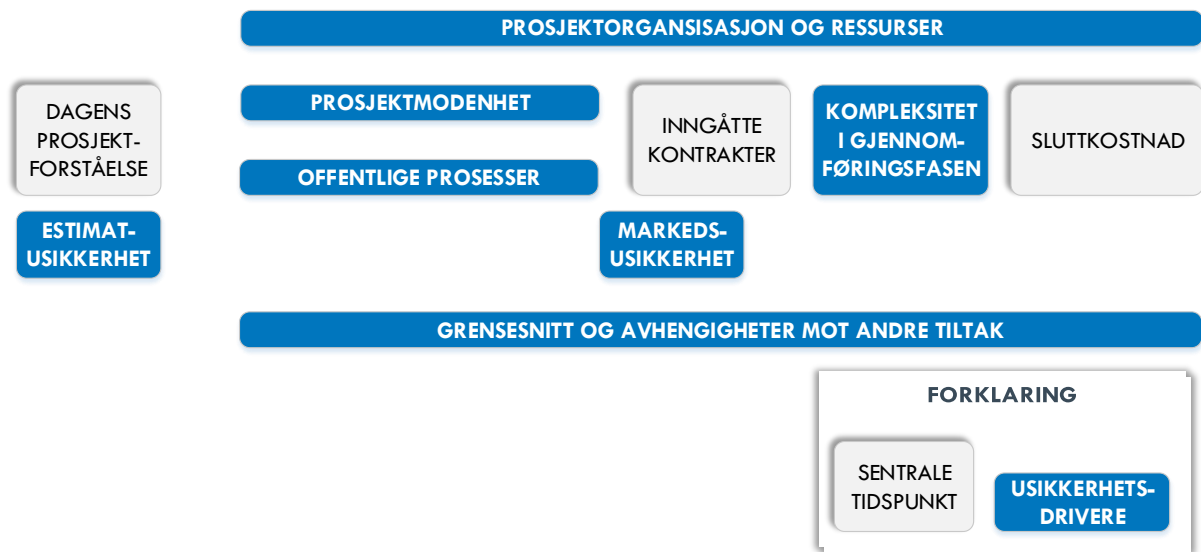 PROSJEKTORGANSISASJON OG RESSURSER
DAGENS
PROSJEKT-
FORSTÅELSE
PROSJEKTMODENHET
OFFENTLIGE PROSESSER
INNGÅTTE
KONTRAKTER
KOMPLEKSITET
I GJENNOM-
FØRINGSFASEN
SLUTTKOSTNAD
ESTIMAT-
USIKKERHET
MARKEDS-
USIKKERHET
GRENSESNITT OG AVHENGIGHETER MOT ANDRE TILTAK
FORKLARING
SENTRALE
TIDSPUNKT
USIKKERHETS-
DRIVERE